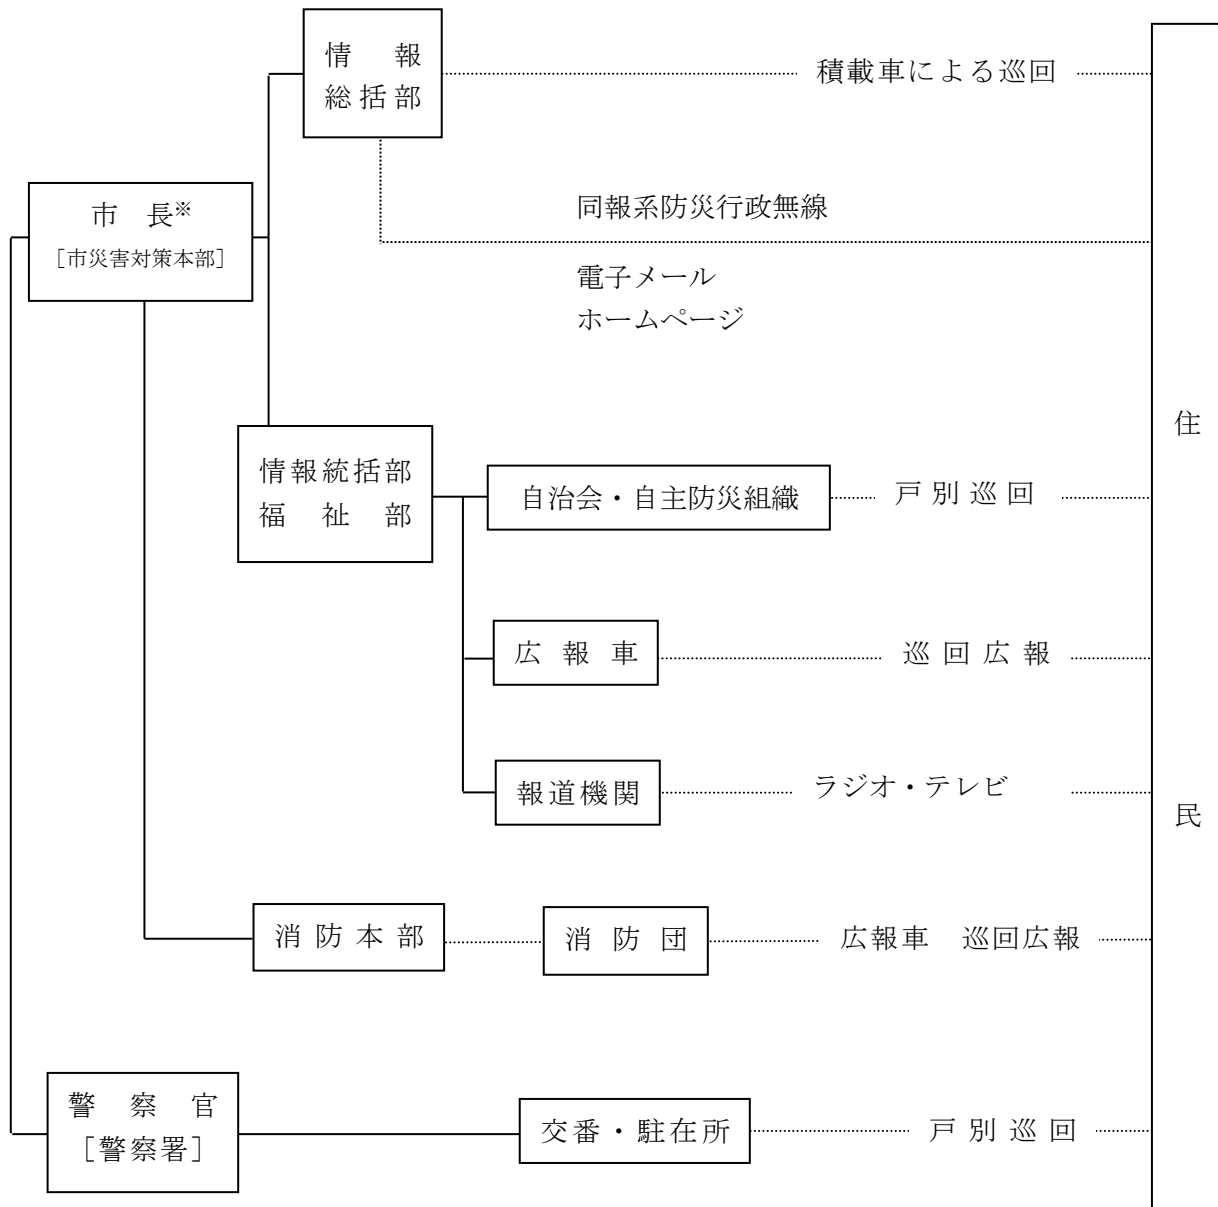 情報
総括部
積載車による巡回
市長※
［市災害対策本部］
同報系防災行政無線
電子メール
ホームページ
情報統括部
福祉部
自治会・自主防災組織
戸別巡回
広報車
巡回広報
報道機関
ラジオ・テレビ
消防本部
消防団
広報車　巡回広報
警察官
［警察署］
交番・駐在所
戸別巡回
住民